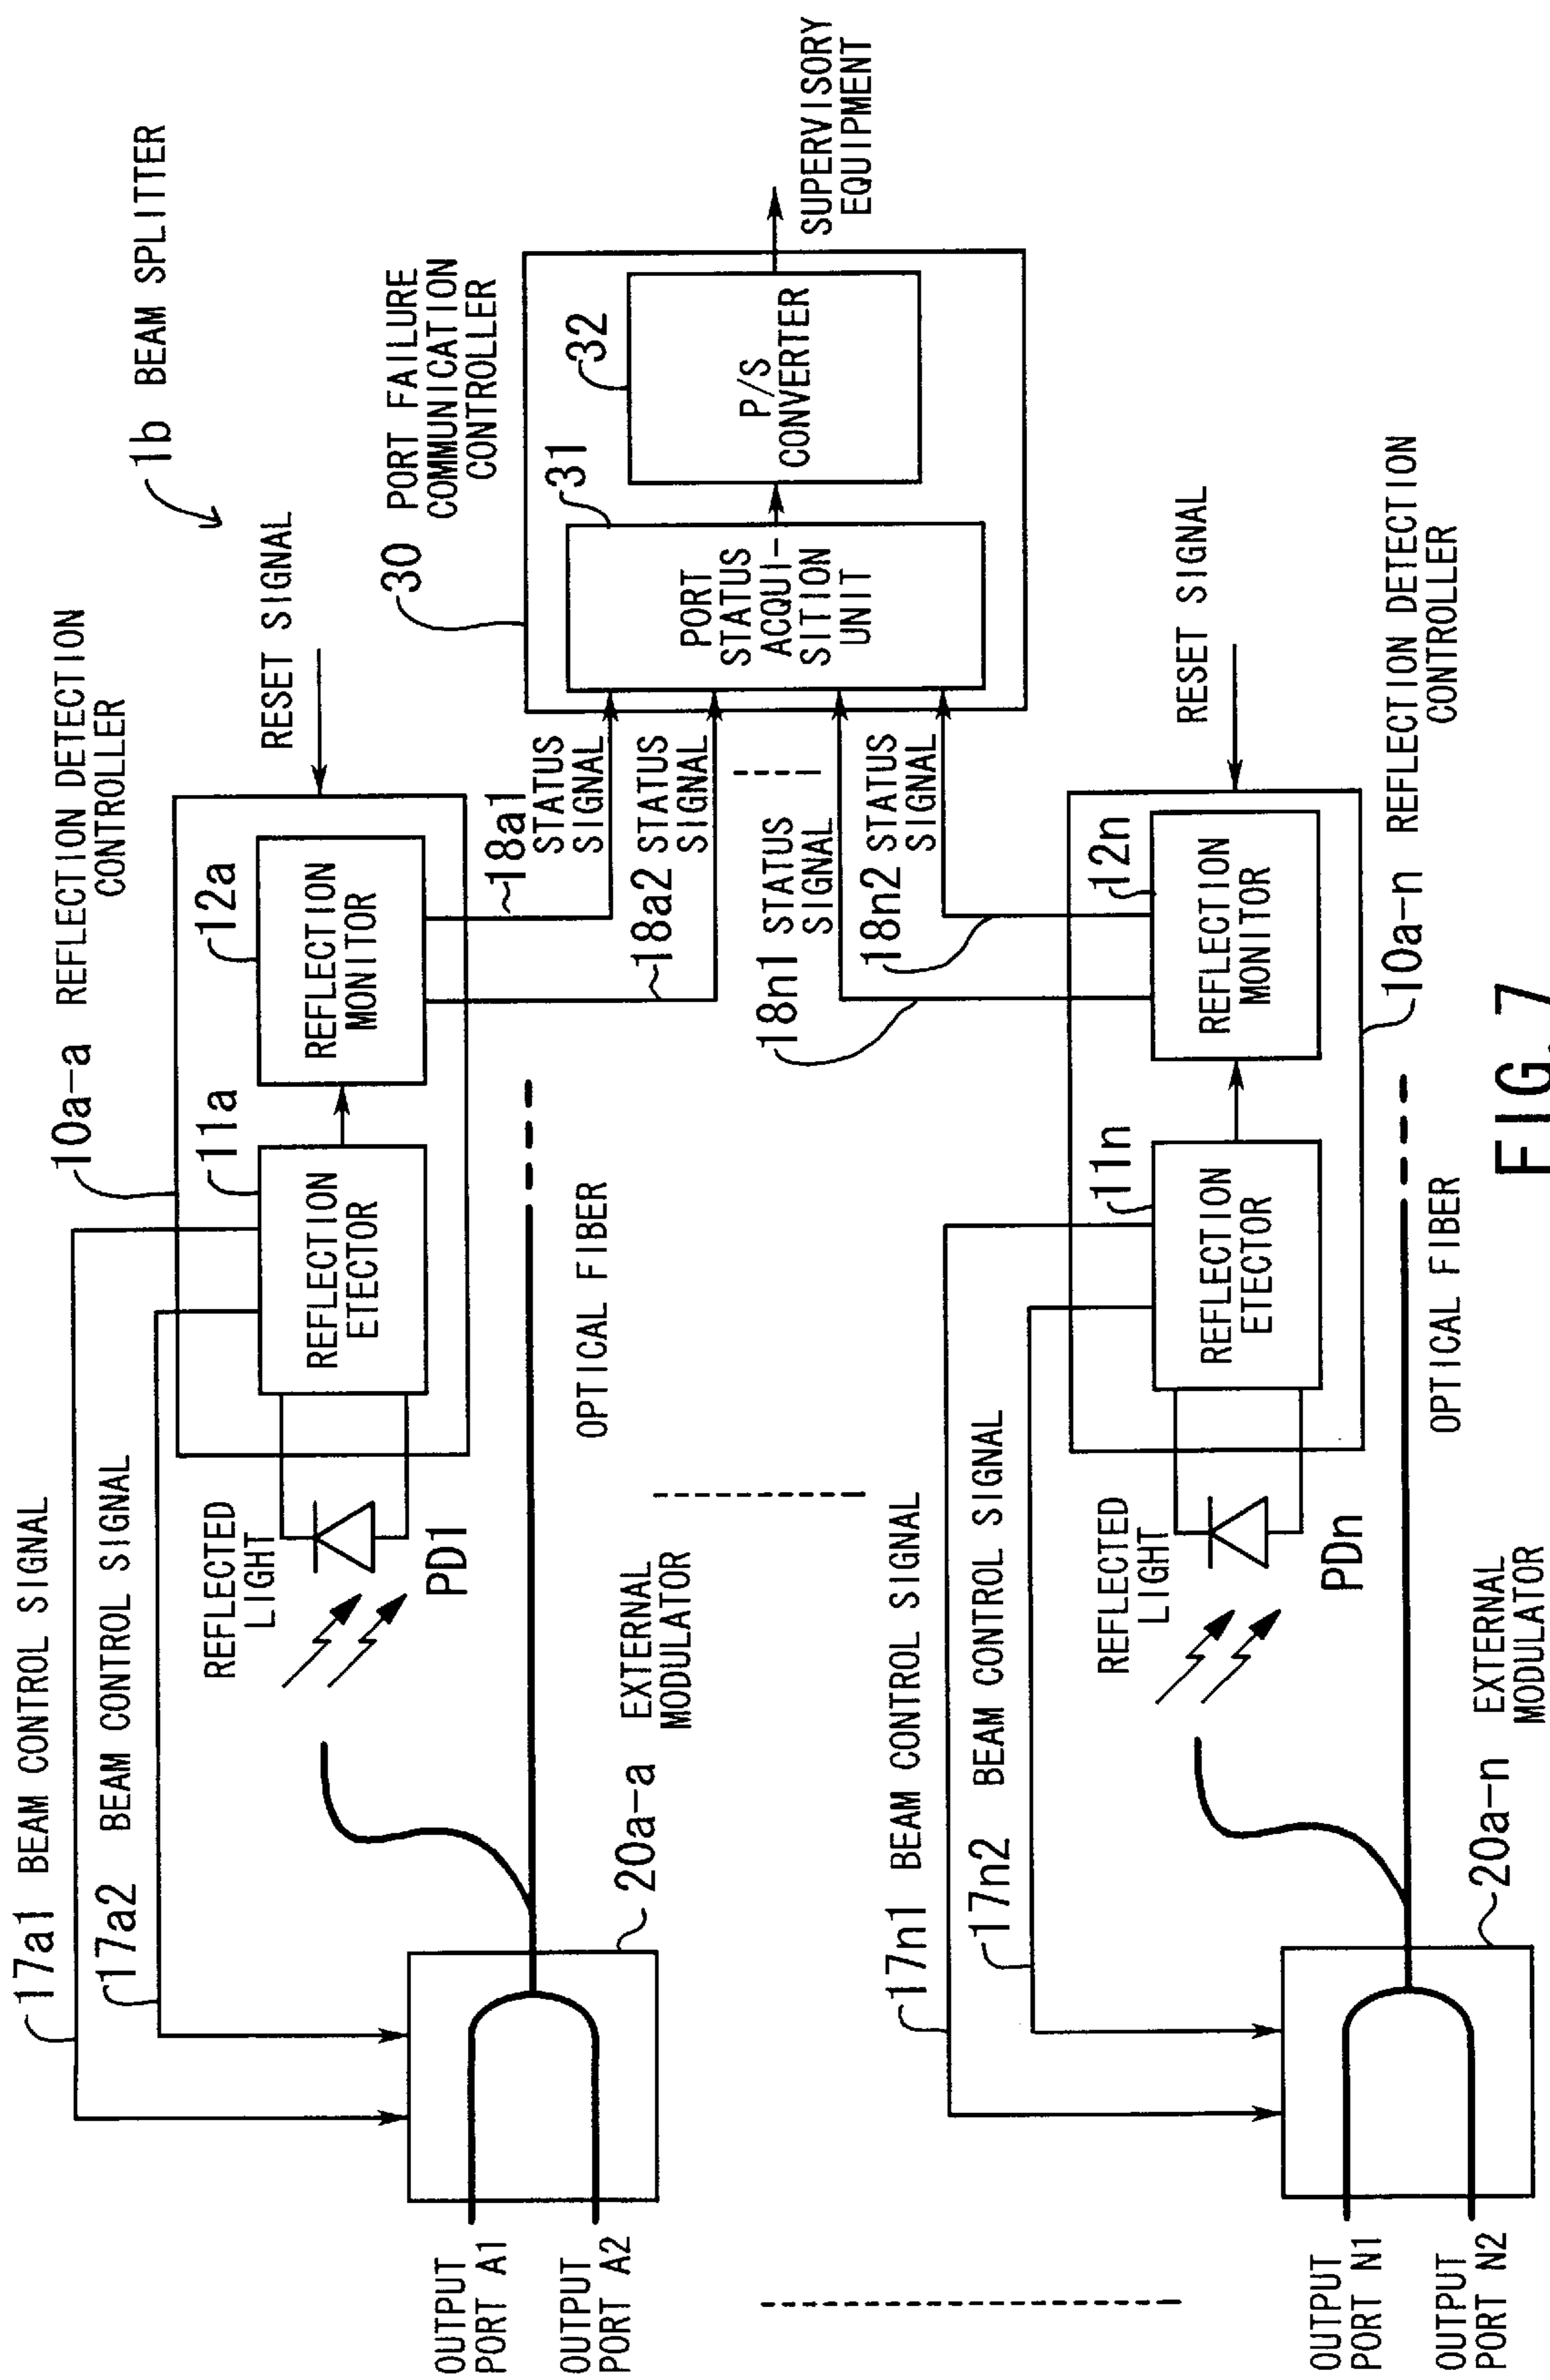 1b BEAM SPLITTER
17a1 BEAM CONTROL SIGNAL
17a2 BEAM CONTROL SIGNAL
10a-a REFLECTION DETECTION
CONTROLLER
RESET SIGNAL
REFLECTED
LIGHT
PD1
11a
REFLECTION
ETECTOR
12a
REFLECTION
MONITOR
18a1
STATUS
SIGNAL
18a2 STATUS
SIGNAL
OUTPUT
PORT A1
OUTPUT
PORT A2
20a-a EXTERNAL
MODULATOR
OPTICAL FIBER
30 PORT FAILURE
COMMUNICATION
CONTROLLER
31
PORT
STATUS
ACQUI-
SITION
UNIT
32
P/S
CONVERTER
SUPERVISORY
EQUIPMENT
18n1 STATUS
SIGNAL
18n2 STATUS
SIGNAL
17n1 BEAM CONTROL SIGNAL
17n2 BEAM CONTROL SIGNAL
REFLECTED
LIGHT
PDn
11n
REFLECTION
ETECTOR
12n
REFLECTION
MONITOR
RESET SIGNAL
10a-n REFLECTION DETECTION
CONTROLLER
OUTPUT
PORT N1
OUTPUT
PORT N2
20a-n EXTERNAL
MODULATOR
OPTICAL FIBER
FIG. 7